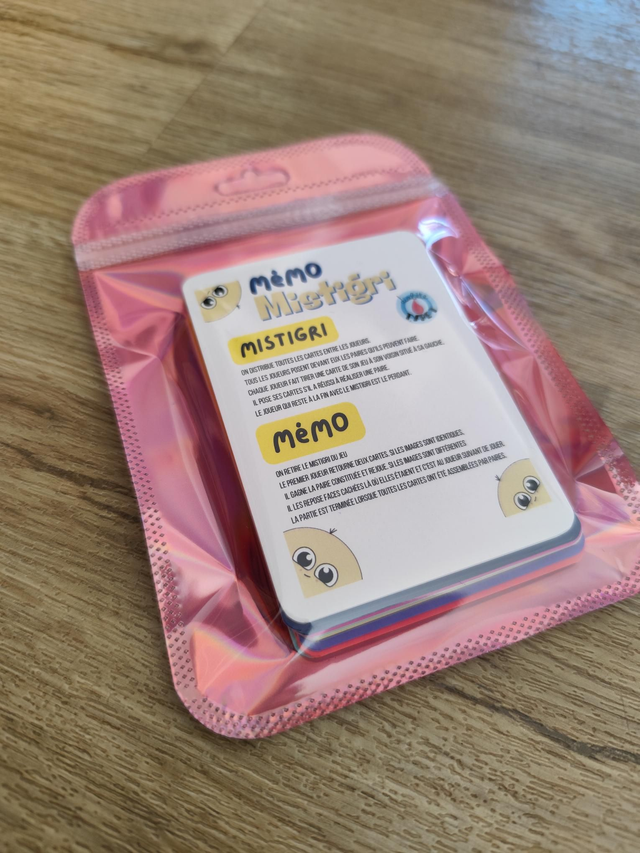 MÈMO
Mistigri
MISTIGRI
ON DISTRIBUE TOUTES LES CARTES ENTRE LES JOUEURS.
TOUS LES JOUEURS POSENT DEVANT EUX LES PAIRES QU'ILS PEUVENT FAIRE.
CHAQUE JOUEUR FAIT TIRER UNE CARTE DE SON JEU À SON VOISIN SITUÉ À SA GAUCHE.
IL POSE SES CARTES S'IL A RÉUSSI À RÉALISER UNE PAIRE.
LE JOUEUR QUI RESTE À LA FIN AVEC LE MISTIGRI EST LE PERDANT.
MÈMO
ON RETIRE LE MISTIGRI DU JEU
LE PREMIER JOUEUR RETOURNE DEUX CARTES. SI LES IMAGES SONT IDENTIQUES,
IL GAGNE LA PAIRE CONSTITUÉE ET REJOUE. SI LES IMAGES SONT DIFFÉRENTES
IL LES REPOSE FACES CACHÉES LÀ OÙ ELLES ÉTAIENT ET C'EST AU JOUEUR SUIVANT DE JOUER.
LA PARTIE EST TERMINÉE LORSQUE TOUTES LES CARTES ONT ÉTÉ ASSEMBLÉES PAR PAIRES.